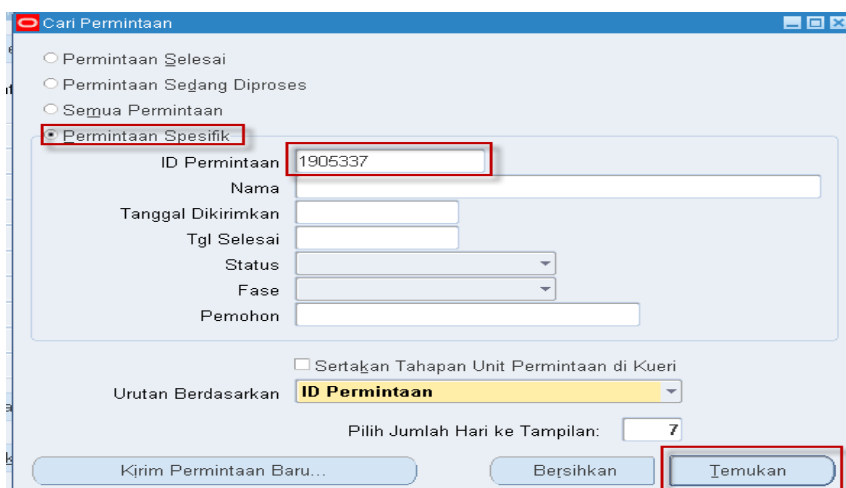 Cari Permintaan
Permintaan Selesai
Permintaan Sedang Diproses
Semua Permintaan
Permintaan Spesifik
ID Permintaan 1905337
Nama
Tanggal Dikirimkan
Tgl Selesai
Status
Fase
Pemohon
Sertakan Tahapan Unit Permintaan di Kueri
Urutan Berdasarkan ID Permintaan
Pilih Jumlah Hari ke Tampilan: 7
Kirim Permintaan Baru... Bersihkan Temukan